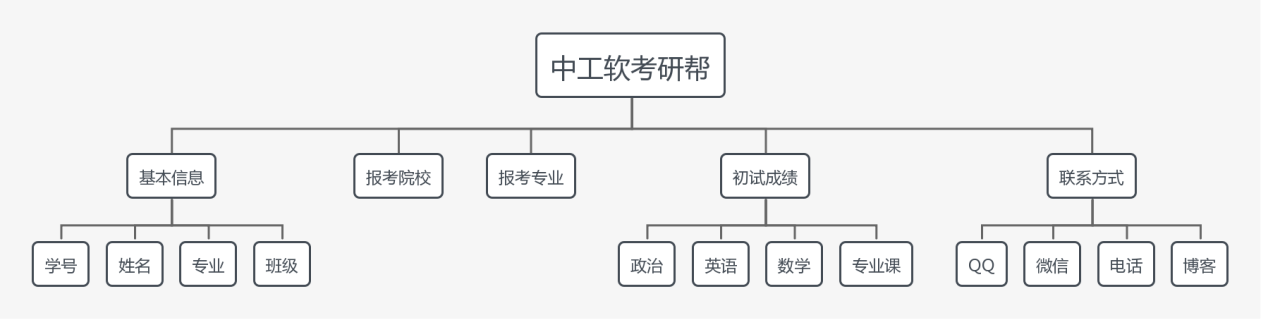 中工软考研帮
基本信息
报考院校
报考专业
初试成绩
联系方式
学号
姓名
专业
班级
政治
英语
数学
专业课
QQ
微信
电话
博客